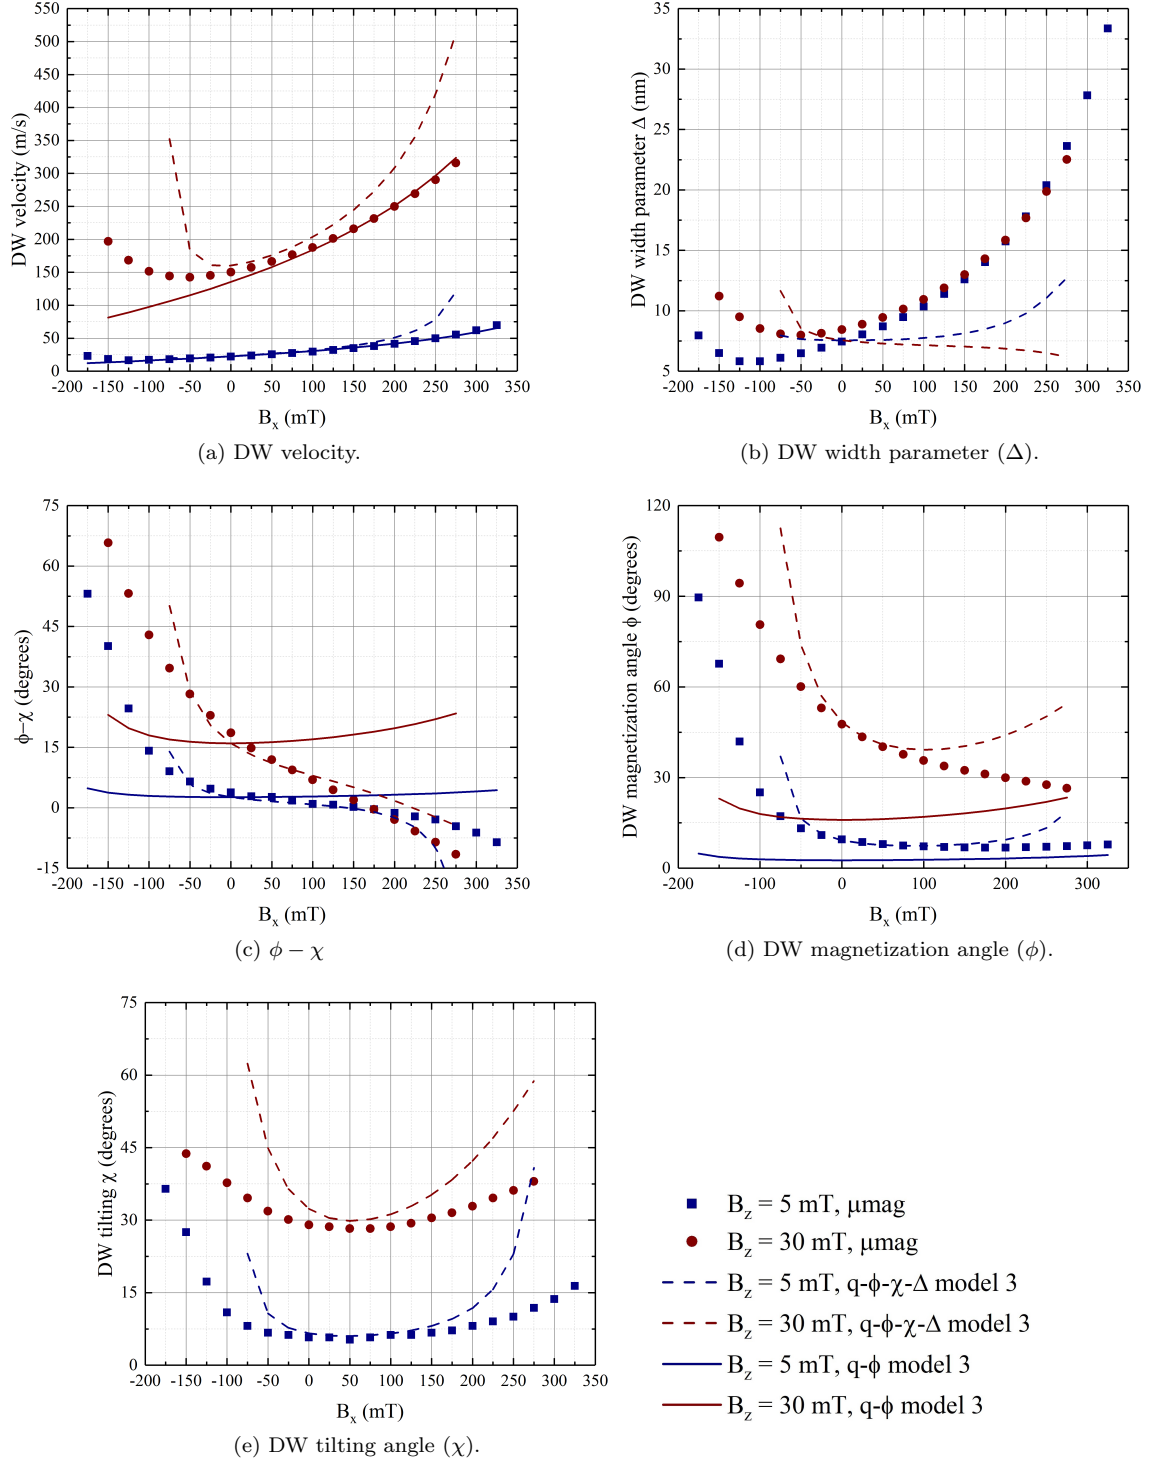 DW velocity (m/s)
550
500
450
400
350
300
250
200
150
100
50
0
-200 -150 -100 -50 0 50 100 150 200 250 300 350
Bx (mT)
(a) DW velocity.
DW width parameter Δ (nm)
35
30
25
20
15
10
5
-200 -150 -100 -50 0 50 100 150 200 250 300 350
Bx (mT)
(b) DW width parameter (Δ).
ϕ−χ (degrees)
75
60
45
30
15
0
-15
-200 -150 -100 -50 0 50 100 150 200 250 300 350
Bx (mT)
(c) ϕ − χ
DW magnetization angle ϕ (degrees)
120
90
60
30
0
-200 -100 0 100 200 300
Bx (mT)
(d) DW magnetization angle (ϕ).
DW tilting χ (degrees)
75
60
45
30
15
0
-200 -150 -100 -50 0 50 100 150 200 250 300 350
Bx (mT)
(e) DW tilting angle (χ).
Bz = 5 mT, μmag
Bz = 30 mT, μmag
Bz = 5 mT, q-ϕ-χ-Δ model 3
Bz = 30 mT, q-ϕ-χ-Δ model 3
Bz = 5 mT, q-ϕ model 3
Bz = 30 mT, q-ϕ model 3